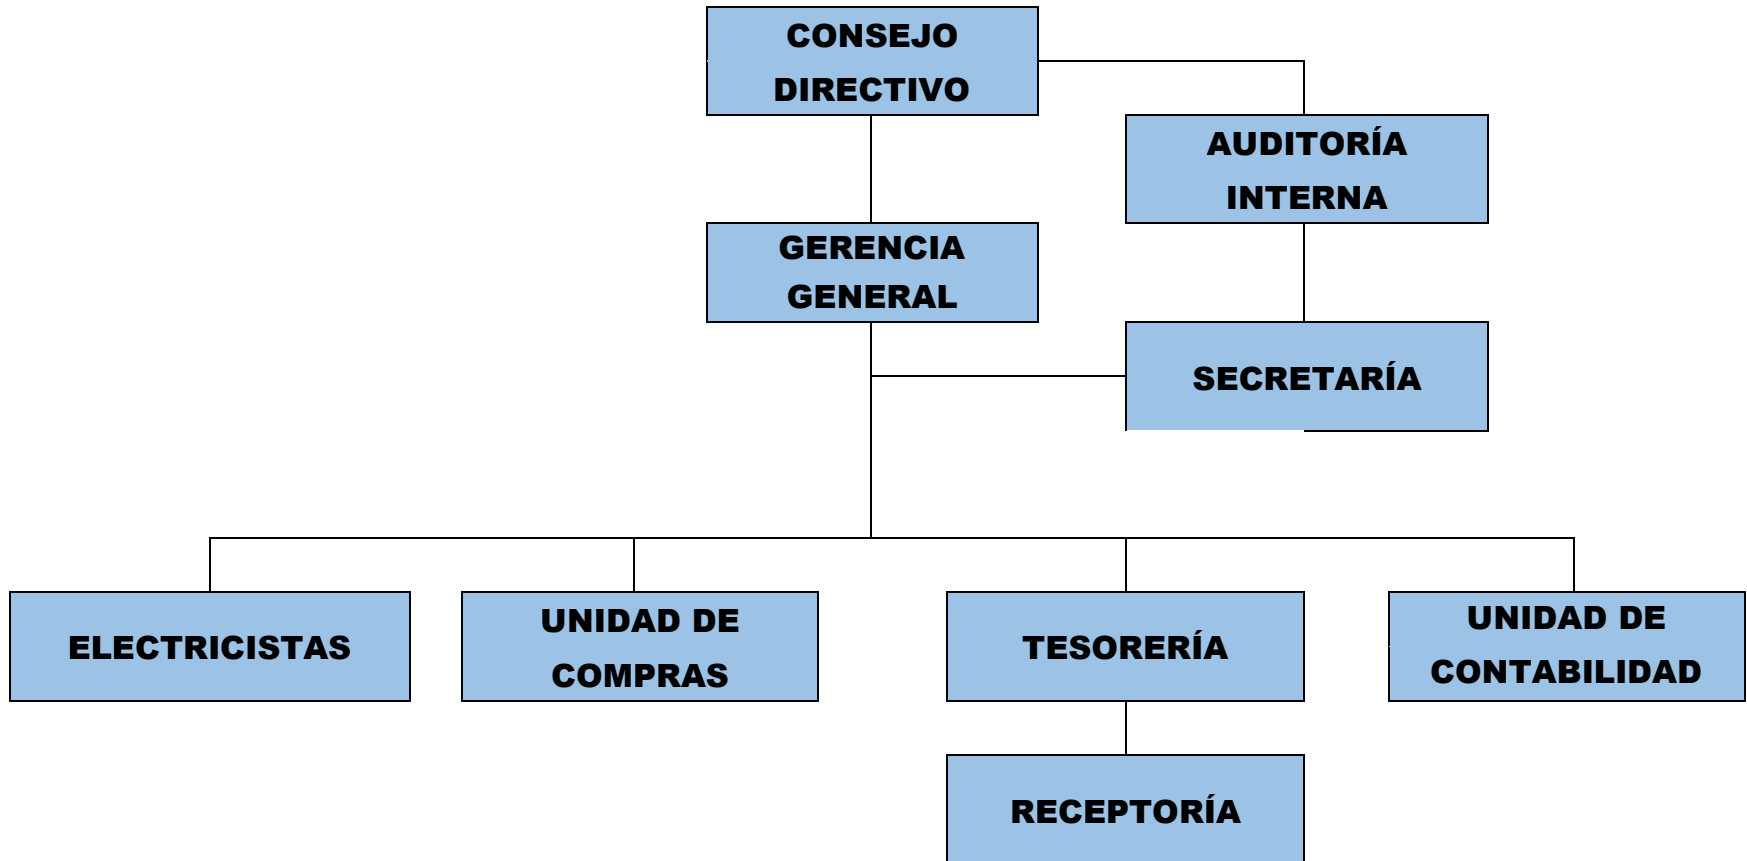 CONSEJO
DIRECTIVO
AUDITORÍA
INTERNA
GERENCIA
GENERAL
SECRETARÍA
ELECTRICISTAS
UNIDAD DE
COMPRAS
TESORERÍA
UNIDAD DE
CONTABILIDAD
RECEPTORÍA